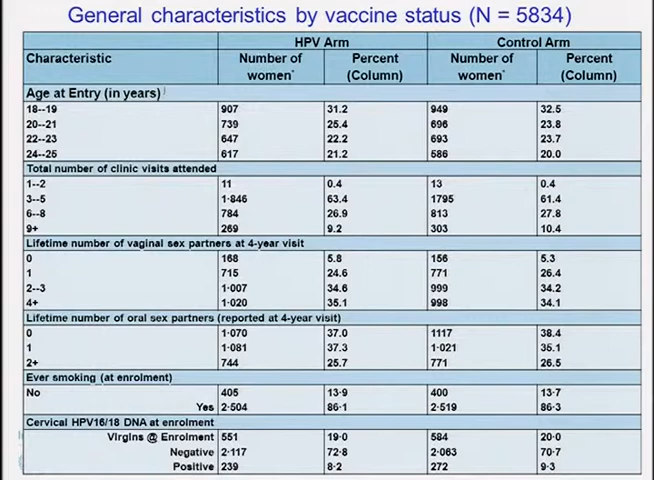 General characteristics by vaccine status (N = 5834)
HPV Arm Control Arm
Characteristic Number of women* Percent (Column) Number of women* Percent (Column)
Age at Entry (in years)
18--19 907 31.2 949 32.5
20--21 739 25.4 696 23.8
22--23 647 22.2 693 23.7
24--25 617 21.2 586 20.0
Total number of clinic visits attended
1--2 11 0.4 13 0.4
3--5 1·846 63.4 1795 61.4
6--8 784 26.9 813 27.8
9+ 269 9.2 303 10.4
Lifetime number of vaginal sex partners at 4-year visit
0 168 5.8 156 5.3
1 715 24.6 771 26.4
2--3 1·007 34.6 999 34.2
4+ 1·020 35.1 998 34.1
Lifetime number of oral sex partners (reported at 4-year visit)
0 1·070 37.0 1117 38.4
1 1·081 37.3 1·021 35.1
2+ 744 25.7 771 26.5
Ever smoking (at enrolment)
No 405 13·9 400 13·7
Yes 2·504 86·1 2·519 86·3
Cervical HPV16/18 DNA at enrolment
Virgins @ Enrolment 551 19·0 584 20·0
Negative 2·117 72·8 2·063 70·7
Positive 239 8·2 272 9·3